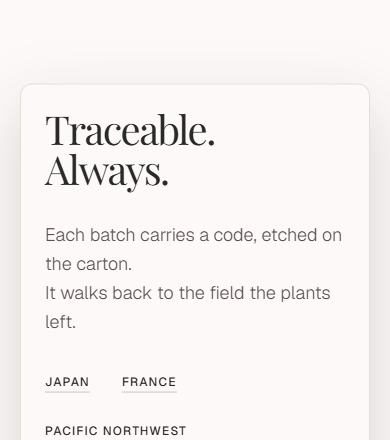 Traceable.
Always.
Each batch carries a code, etched on
the carton.
It walks back to the field the plants
left.
JAPAN FRANCE
PACIFIC NORTHWEST